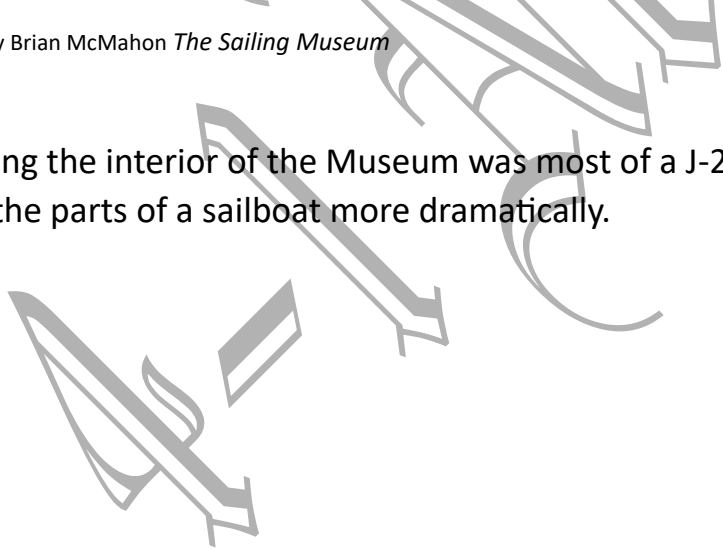 y Brian McMahon The Sailing Museum
ng the interior of the Museum was most of a J-2
the parts of a sailboat more dramatically.